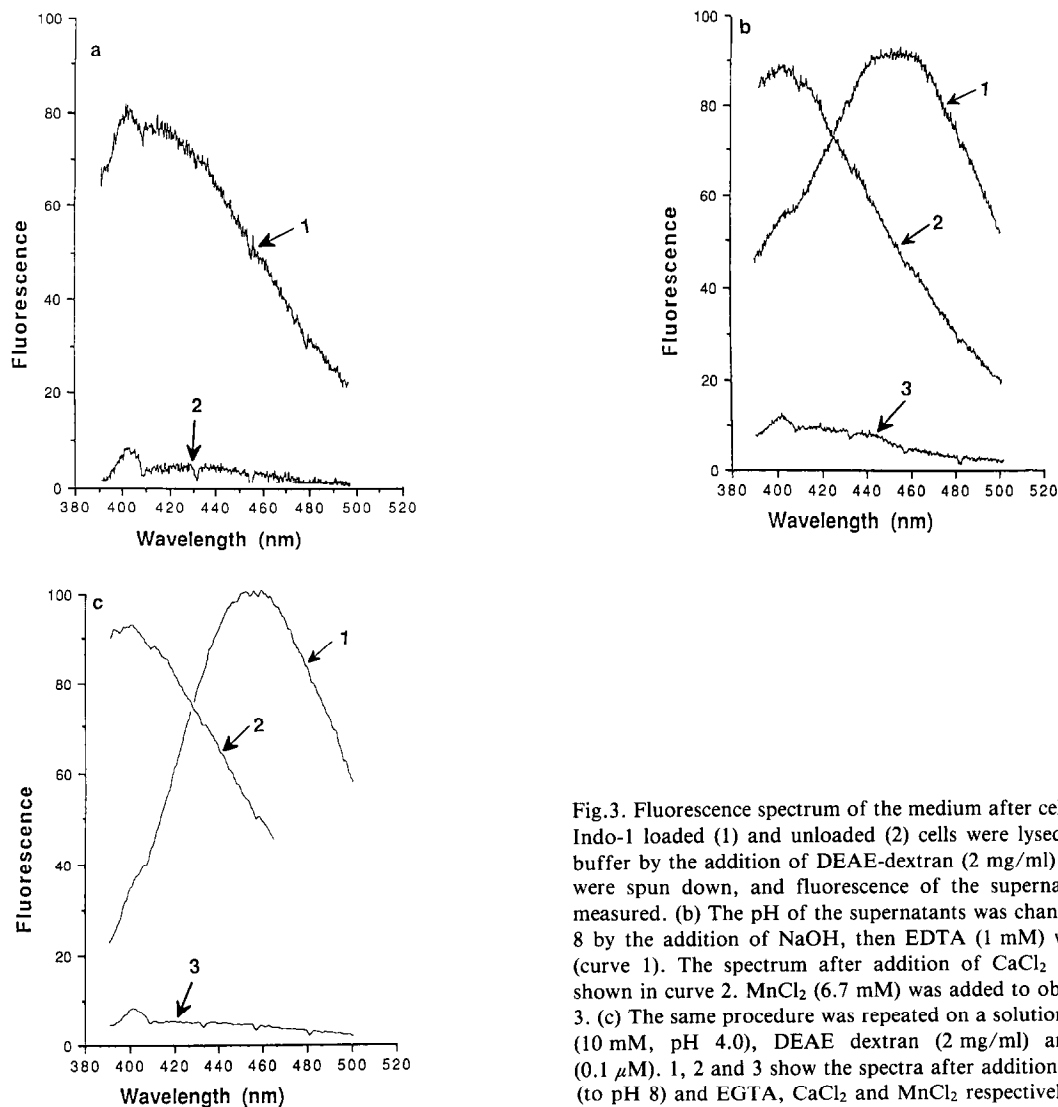 a
100
80
60
40
20
0
Fluorescence
1
2
380 400 420 440 460 480 500 520
Wavelength (nm)
b
100
80
60
40
20
0
Fluorescence
1
2
3
380 400 420 440 460 480 500 520
Wavelength (nm)
c
100
80
60
40
20
0
Fluorescence
1
2
3
380 400 420 440 460 480 500 520
Wavelength (nm)
Fig.3. Fluorescence spectrum of the medium after cel
Indo-1 loaded (1) and unloaded (2) cells were lysed
buffer by the addition of DEAE-dextran (2 mg/ml)
were spun down, and fluorescence of the superna
measured. (b) The pH of the supernatants was chan
8 by the addition of NaOH, then EDTA (1 mM) w
(curve 1). The spectrum after addition of CaCl₂
shown in curve 2. MnCl₂ (6.7 mM) was added to ob
3. (c) The same procedure was repeated on a solution
(10 mM, pH 4.0), DEAE dextran (2 mg/ml) an
(0.1 μM). 1, 2 and 3 show the spectra after addition
(to pH 8) and EGTA, CaCl₂ and MnCl₂ respectivel